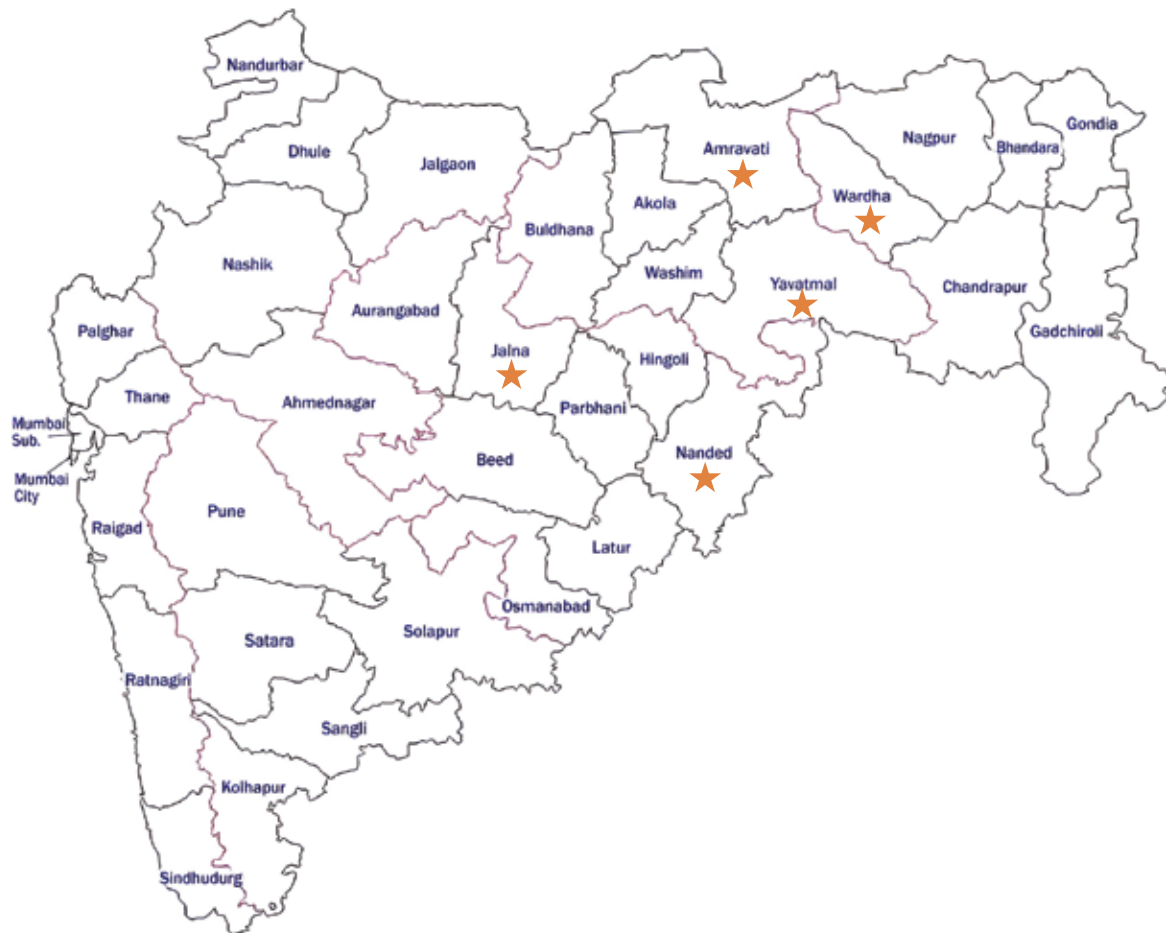 Nandurbar
Dhule
Jalgaon
Amravati
Nagpur
Bhandara
Gondia
Akola
Wardha
Buldhana
Nashik
Washim
Yavatmal
Chandrapur
Aurangabad
Palghar
Gadchiroli
Jalna
Hingoli
Thane
Ahmednagar
Parbhani
Mumbai
Sub.
Beed
Nanded
Mumbai
City
Pune
Raigad
Latur
Osmanabad
Solapur
Satara
Ratnagiri
Sangli
Kolhapur
Sindhudurg